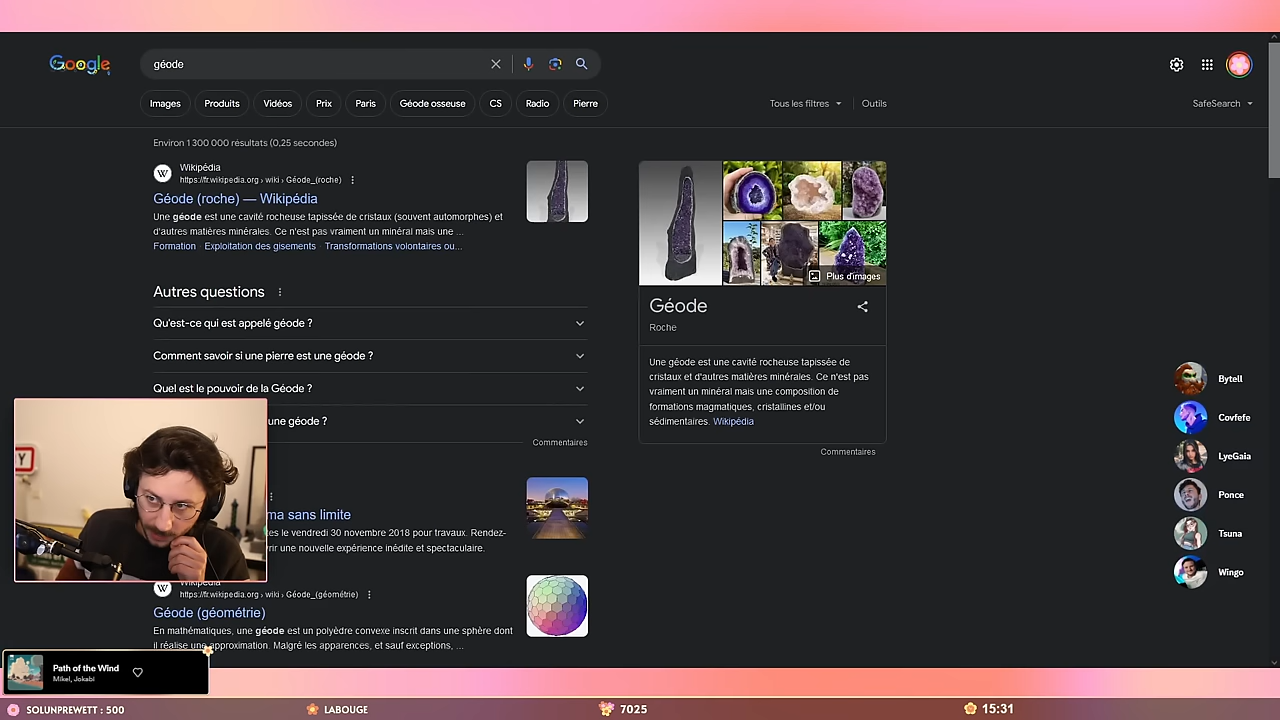 Google
géode
Images
Produits
Vidéos
Prix
Paris
Géode osseuse
CS
Radio
Pierre
Tous les filtres
Outils
SafeSearch
Environ 1 300 000 résultats (0,25 secondes)
W
Wikipédia
https://fr.wikipedia.org › wiki › Géode_(roche)
Géode (roche) — Wikipédia
Une géode est une cavité rocheuse tapissée de cristaux (souvent automorphes) et
d'autres matières minérales. Ce n'est pas vraiment un minéral mais une ...
Formation · Exploitation des gisements · Transformations volontaires ou...
Autres questions
Qu'est-ce qui est appelé géode ?
Comment savoir si une pierre est une géode ?
Quel est le pouvoir de la Géode ?
une géode ?
Commentaires
ma sans limite
es le vendredi 30 novembre 2018 pour travaux. Rendez-
rir une nouvelle expérience inédite et spectaculaire.
W
Wikipédia
https://fr.wikipedia.org › wiki › Géode_(géométrie)
Géode (géométrie)
En mathématiques, une géode est un polyèdre convexe inscrit dans une sphère dont
il réalise une approximation. Malgré les apparences, et sauf exceptions, ...
Plus d'images
Géode
Roche
Une géode est une cavité rocheuse tapissée de
cristaux et d'autres matières minérales. Ce n'est pas
vraiment un minéral mais une composition de
formations magmatiques, cristallines et/ou
sédimentaires. Wikipédia
Commentaires
Bytell
Covfefe
LyeGaia
Ponce
Tsuna
Wingo
Y
Path of the Wind
Mikel, Jokabi
SOLUNPREWETT : 500
LABOUGE
7025
15:31